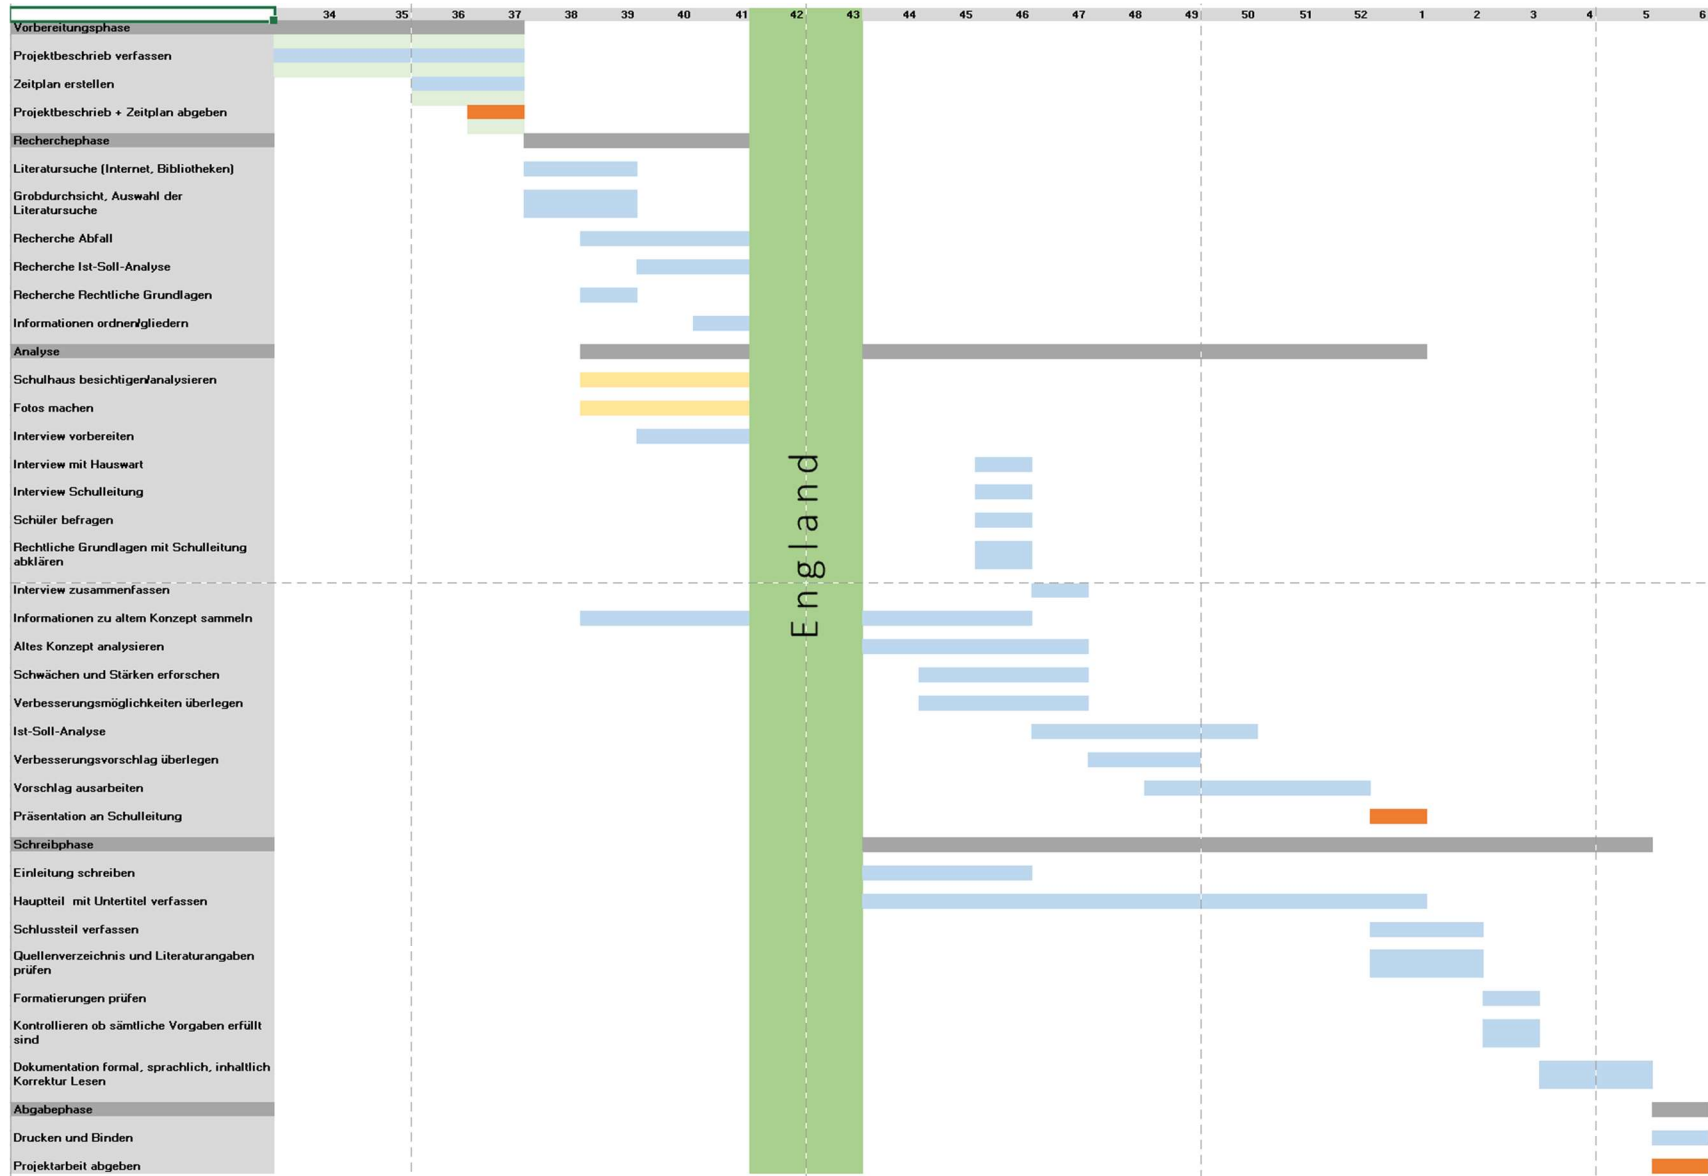 34 35 36 37 38 39 40 41 42 43 44 45 46 47 48 49 50 51 52 1 2 3 4 5 6
Vorbereitungsphase
Projektbeschrieb verfassen
Zeitplan erstellen
Projektbeschrieb + Zeitplan abgeben
Recherchephase
Literatursuche (Internet, Bibliotheken)
Grobdurchsicht, Auswahl der
Literatursuche
Recherche Abfall
Recherche Ist-Soll-Analyse
Recherche Rechtliche Grundlagen
Informationen ordnen/gliedern
Analyse
Schulhaus besichtigen/analysieren
Fotos machen
Interview vorbereiten
Interview mit Hauswart
Interview Schulleitung
Schüler befragen
Rechtliche Grundlagen mit Schulleitung
abklären
Interview zusammenfassen
Informationen zu altem Konzept sammeln
Altes Konzept analysieren
Schwächen und Stärken erforschen
Verbesserungsmöglichkeiten überlegen
Ist-Soll-Analyse
Verbesserungsvorschlag überlegen
Vorschlag ausarbeiten
Präsentation an Schulleitung
Schreibphase
Einleitung schreiben
Hauptteil mit Untertitel verfassen
Schlussteil verfassen
Quellenverzeichnis und Literaturangaben
prüfen
Formatierungen prüfen
Kontrollieren ob sämtliche Vorgaben erfüllt
sind
Dokumentation formal, sprachlich, inhaltlich
Korrektur Lesen
Abgabephase
Drucken und Binden
Projektarbeit abgeben
England